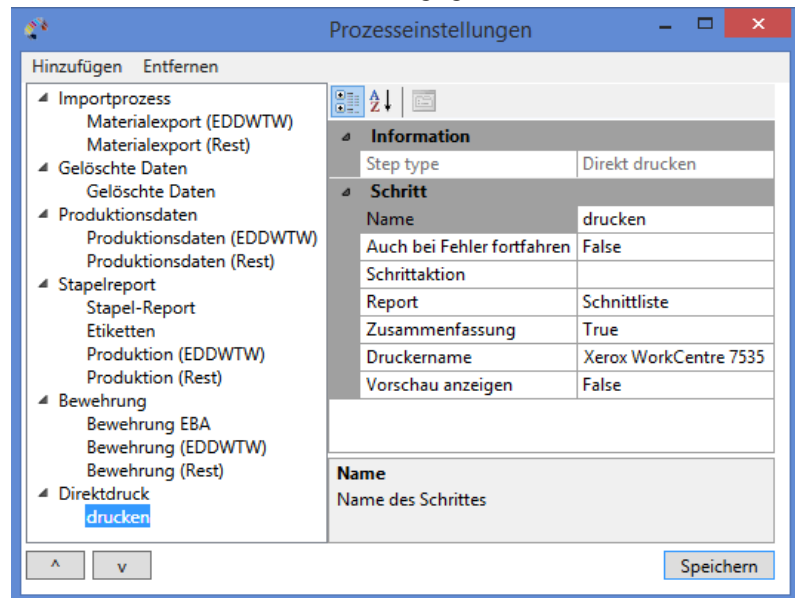 Prozesseinstellungen
Hinzufügen Entfernen
Importprozess
Materialexport (EDDWTW)
Materialexport (Rest)
Gelöschte Daten
Gelöschte Daten
Produktionsdaten
Produktionsdaten (EDDWTW)
Produktionsdaten (Rest)
Stapelreport
Stapel-Report
Etiketten
Produktion (EDDWTW)
Produktion (Rest)
Bewehrung
Bewehrung EBA
Bewehrung (EDDWTW)
Bewehrung (Rest)
Direktdruck
drucken
Information
Step type Direkt drucken
Schritt
Name drucken
Auch bei Fehler fortfahren False
Schrittaktion
Report Schnittliste
Zusammenfassung True
Druckername Xerox WorkCentre 7535
Vorschau anzeigen False
Name
Name des Schrittes
^ v Speichern